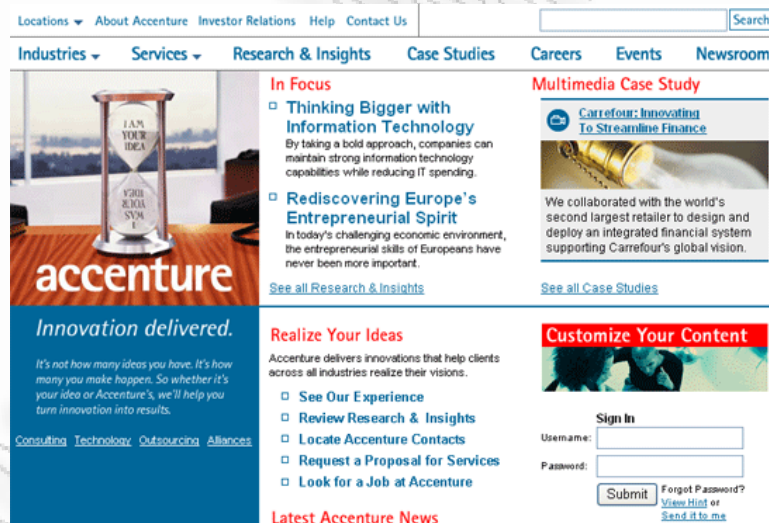 Locations About Accenture Investor Relations Help Contact Us
Search
Industries Services Research & Insights Case Studies Careers Events Newsroom
I AM
YOUR
IDEA
I
WAS
YOUR
IDEA
accenture
Innovation delivered.
It's not how many ideas you have. It's how
many you make happen. So whether it's
your idea or Accenture's, we'll help you
turn innovation into results.
Consulting Technology Outsourcing Alliances
In Focus
Thinking Bigger with
Information Technology
By taking a bold approach, companies can
maintain strong information technology
capabilities while reducing IT spending.
Rediscovering Europe's
Entrepreneurial Spirit
In today's challenging economic environment,
the entrepreneurial skills of Europeans have
never been more important.
See all Research & Insights
Multimedia Case Study
Carrefour: Innovating
To Streamline Finance
We collaborated with the world's
second largest retailer to design and
deploy an integrated financial system
supporting Carrefour's global vision.
See all Case Studies
Realize Your Ideas
Accenture delivers innovations that help clients
across all industries realize their visions.
See Our Experience
Review Research & Insights
Locate Accenture Contacts
Request a Proposal for Services
Look for a Job at Accenture
Latest Accenture News
Customize Your Content
Sign In
Username:
Password:
Submit
Forgot Password?
View Hint or
Send it to me